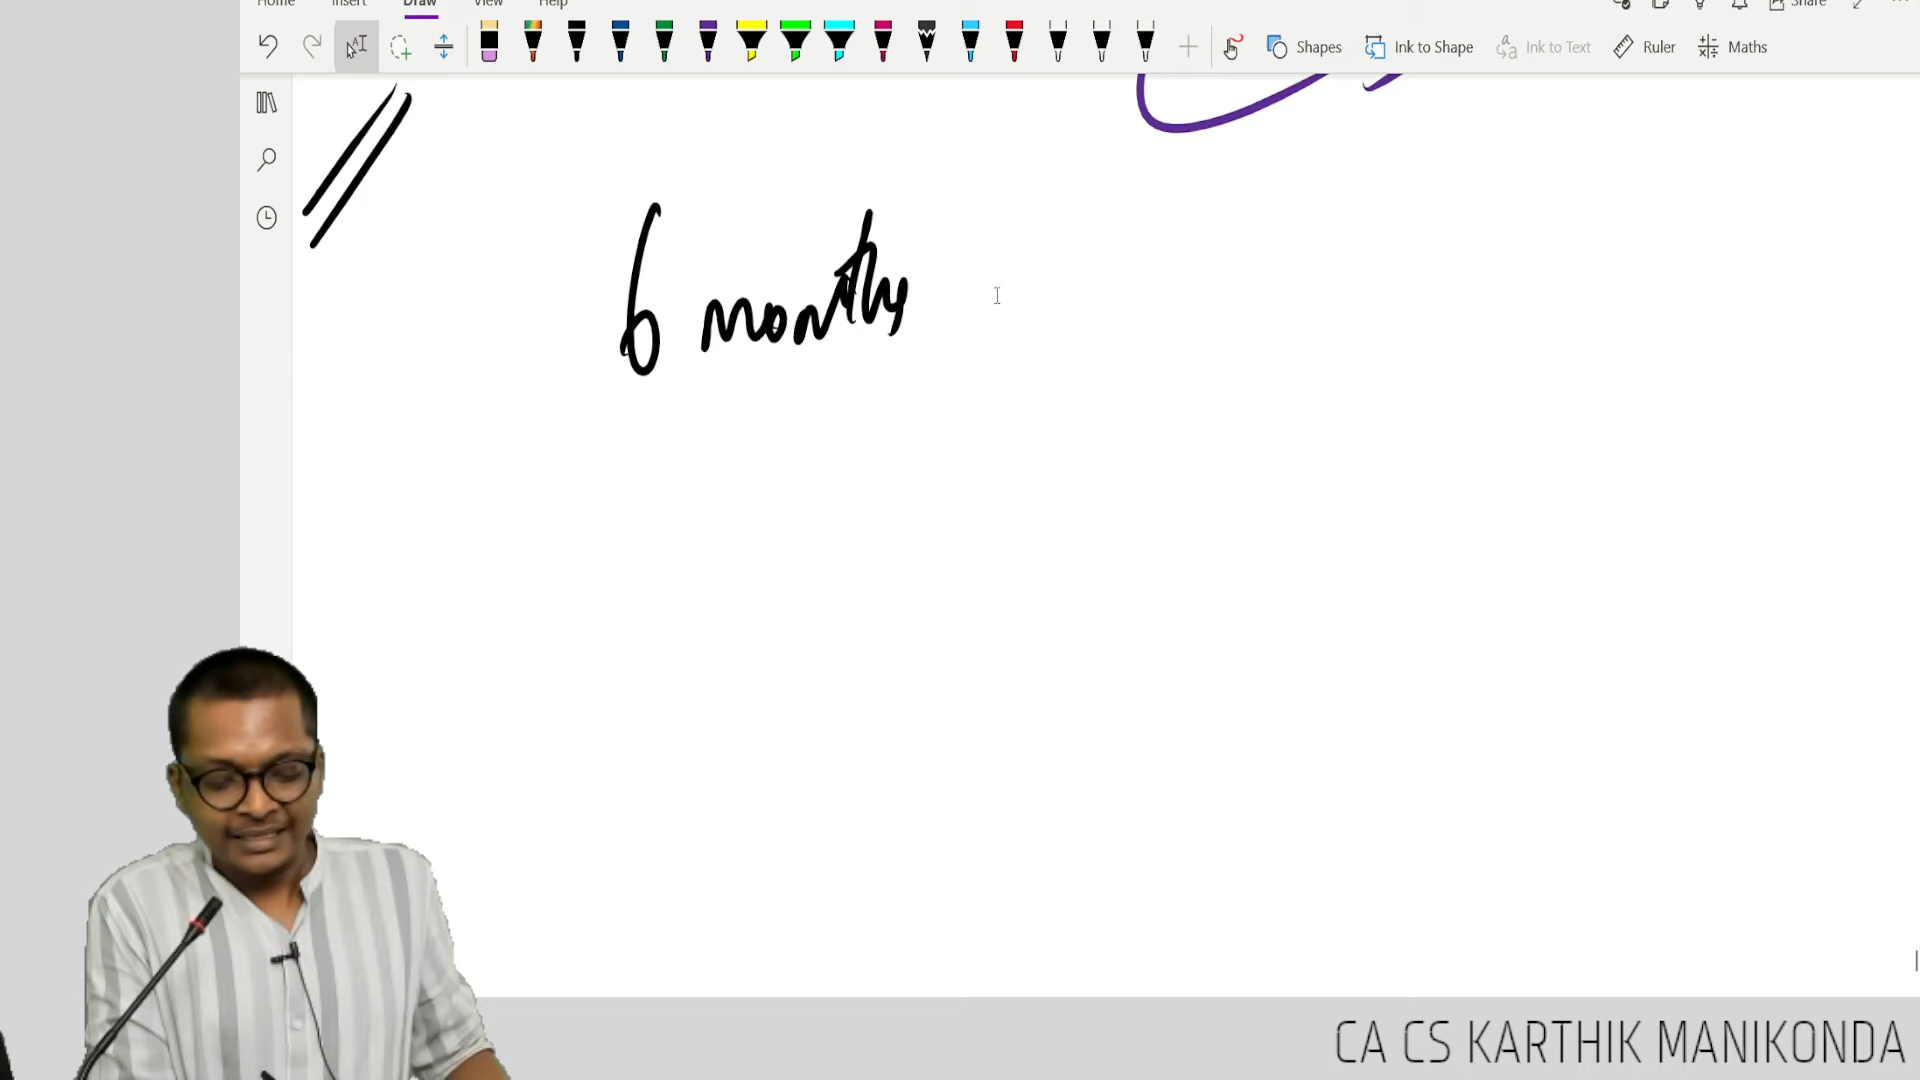 Home Insert Draw View Help Share
Shapes Ink to Shape Ink to Text Ruler Maths
6 months
CA CS KARTHIK MANIKONDA